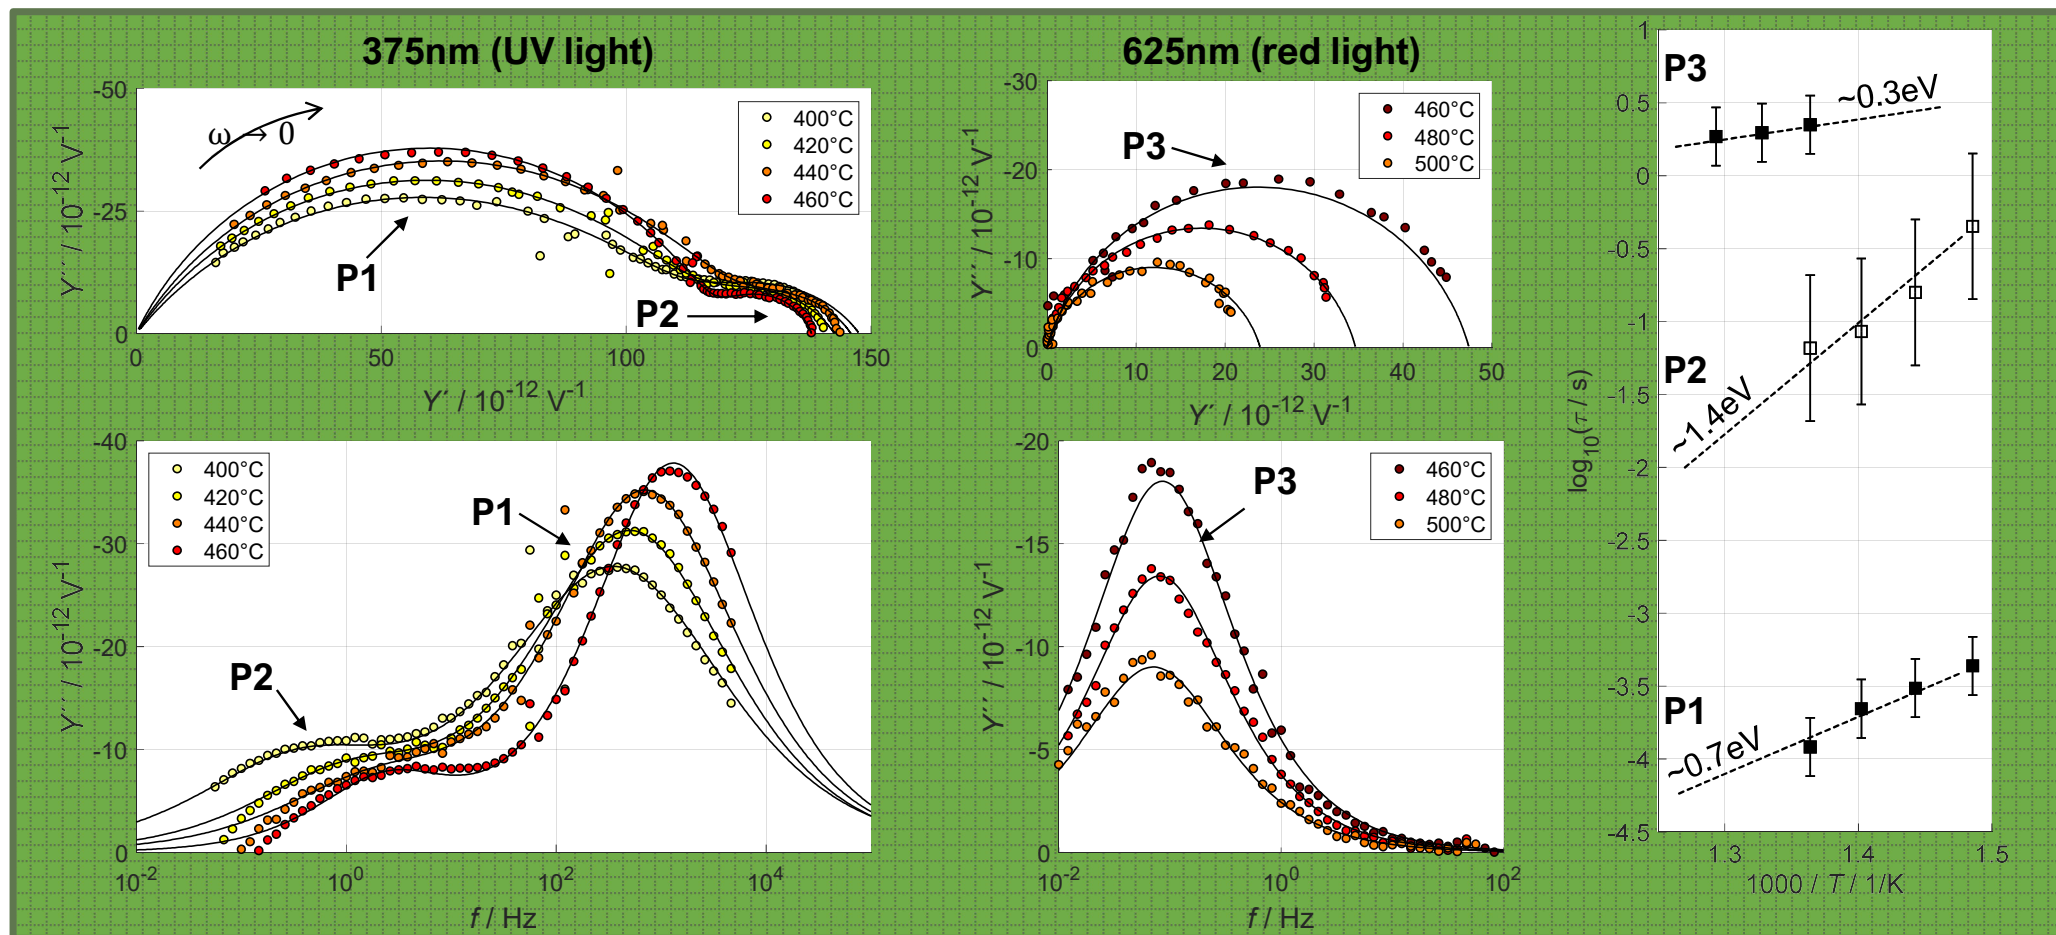 375nm (UV light)
-50
-25
0
Y´´ / 10⁻¹² V⁻¹
ω → 0
P1
P2
400°C
420°C
440°C
460°C
0
50
100
150
Y´ / 10⁻¹² V⁻¹
625nm (red light)
-30
-20
-10
0
Y´´ / 10⁻¹² V⁻¹
P3
460°C
480°C
500°C
0
10
20
30
40
50
Y´ / 10⁻¹² V⁻¹
-40
-30
-20
-10
0
Y´´ / 10⁻¹² V⁻¹
400°C
420°C
440°C
460°C
P1
P2
10⁻²
10⁰
10²
10⁴
f / Hz
-20
-15
-10
-5
0
Y´´ / 10⁻¹² V⁻¹
P3
460°C
480°C
500°C
10⁻²
10⁰
10²
f / Hz
1
0.5
0
-0.5
-1
-1.5
-2
-2.5
-3
-3.5
-4
-4.5
log₁₀(τ / s)
P3
~0.3eV
P2
~1.4eV
P1
~0.7eV
1.3
1.4
1.5
1000 / T / 1/K